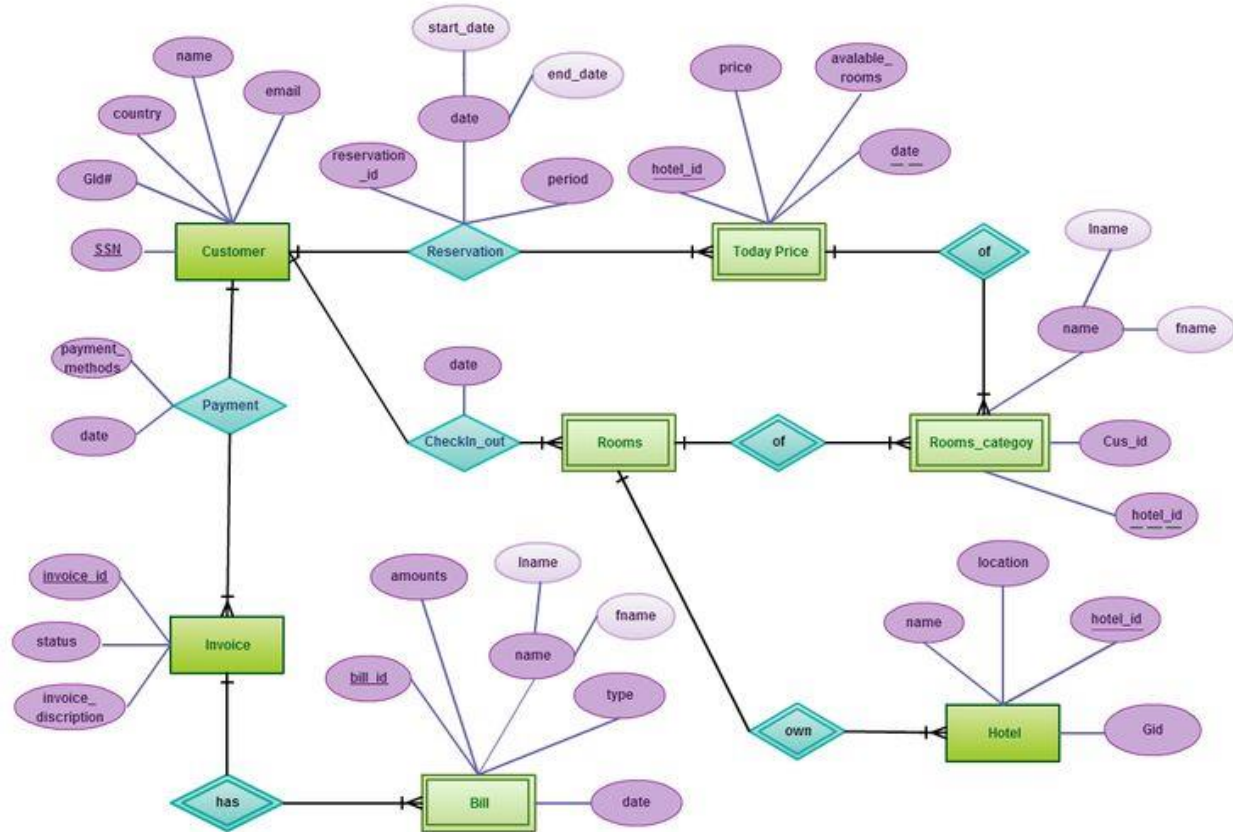 start_date
name
end_date
price
avalable_
rooms
email
country
date
reservation
_id
date
Gid#
period
hotel_id
lname
SSN
Customer
Reservation
Today Price
of
name
fname
payment_
methods
date
Payment
date
CheckIn_out
Rooms
of
Rooms_categoy
Cus_id
hotel_id
lname
location
amounts
invoice_id
fname
name
hotel_id
status
Invoice
name
bill_id
type
invoice_
discription
own
Hotel
Gid
has
Bill
date